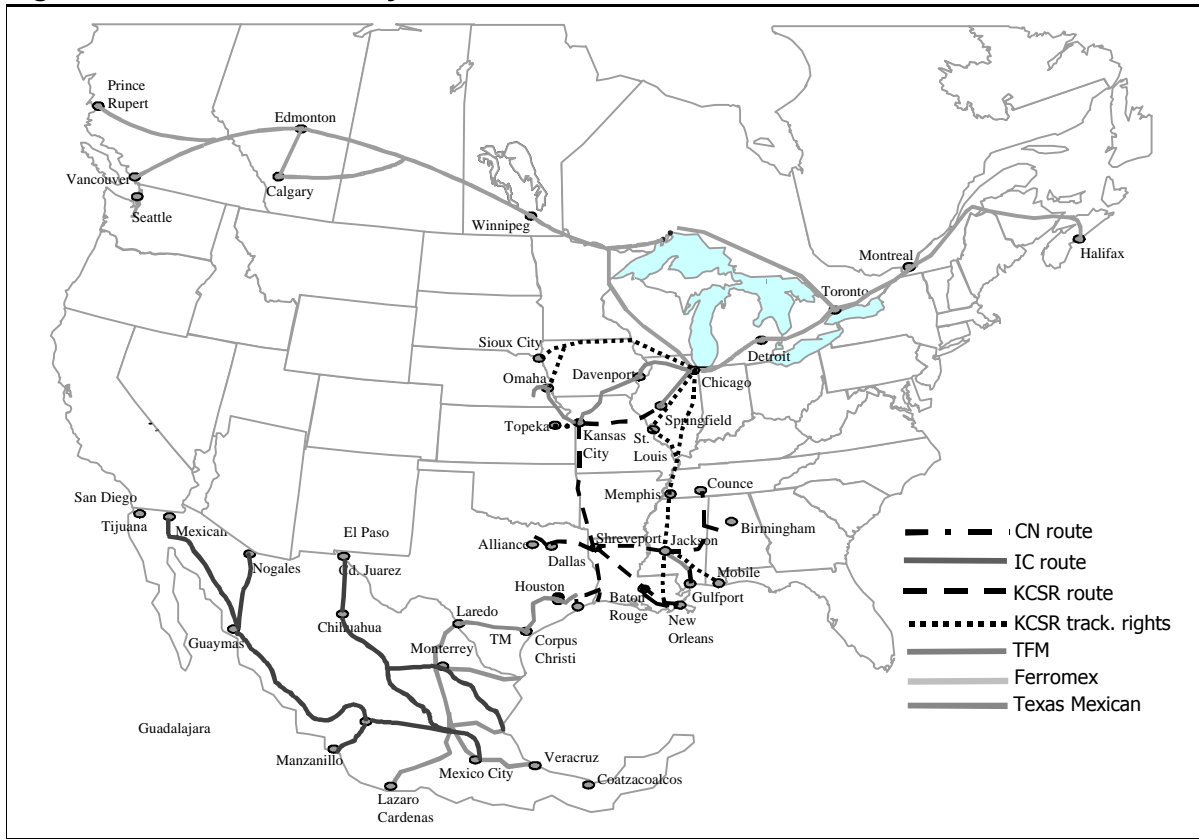 Prince
Rupert
Edmonton
Vancouver
Calgary
Seattle
Winnipeg
Montreal
Halifax
Toronto
Sioux City
Detroit
Omaha
Davenport
Chicago
Topeka
Kansas
City
Springfield
St.
Louis
Memphis
Counce
San Diego
Tijuana
Mexican
El Paso
Birmingham
Alliance
Dallas
Shreveport
Jackson
Nogales
Cd. Juarez
Mobile
Houston
Baton
Rouge
Gulfport
New
Orleans
Laredo
Chihuahua
TM
Corpus
Christi
Guaymas
Monterrey
Guadalajara
Manzanillo
Mexico City
Veracruz
Coatzacoalcos
Lazaro
Cardenas
CN route
IC route
KCSR route
KCSR track. rights
TFM
Ferromex
Texas Mexican